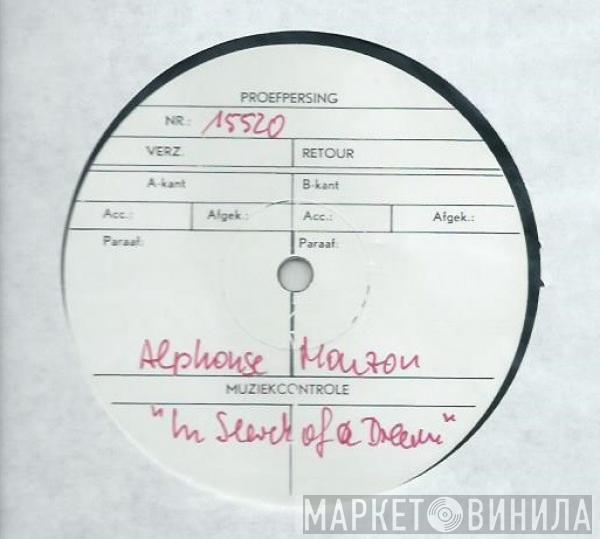 PROEFPERSING
NR.: 15520
VERZ. RETOUR
A-kant B-kant
Acc.: Afgek.: Acc.: Afgek.:
Paraaf: Paraaf:
Alphonse Mouzon
MUZIEKCONTROLE
"In Search of a Dream"
МАРКЕТ ВИНИЛА